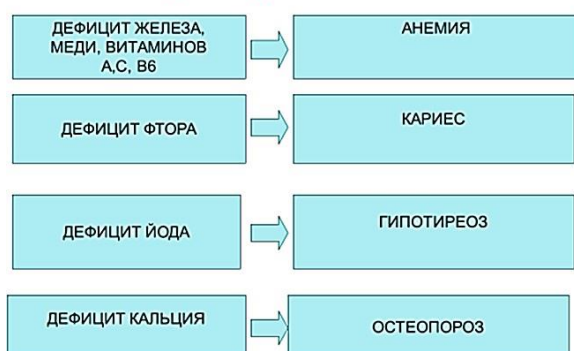 ДЕФИЦИТ ЖЕЛЕЗА,
МЕДИ, ВИТАМИНОВ
А,С, В6
АНЕМИЯ
ДЕФИЦИТ ФТОРА
КАРИЕС
ДЕФИЦИТ ЙОДА
ГИПОТИРЕОЗ
ДЕФИЦИТ КАЛЬЦИЯ
ОСТЕОПОРОЗ